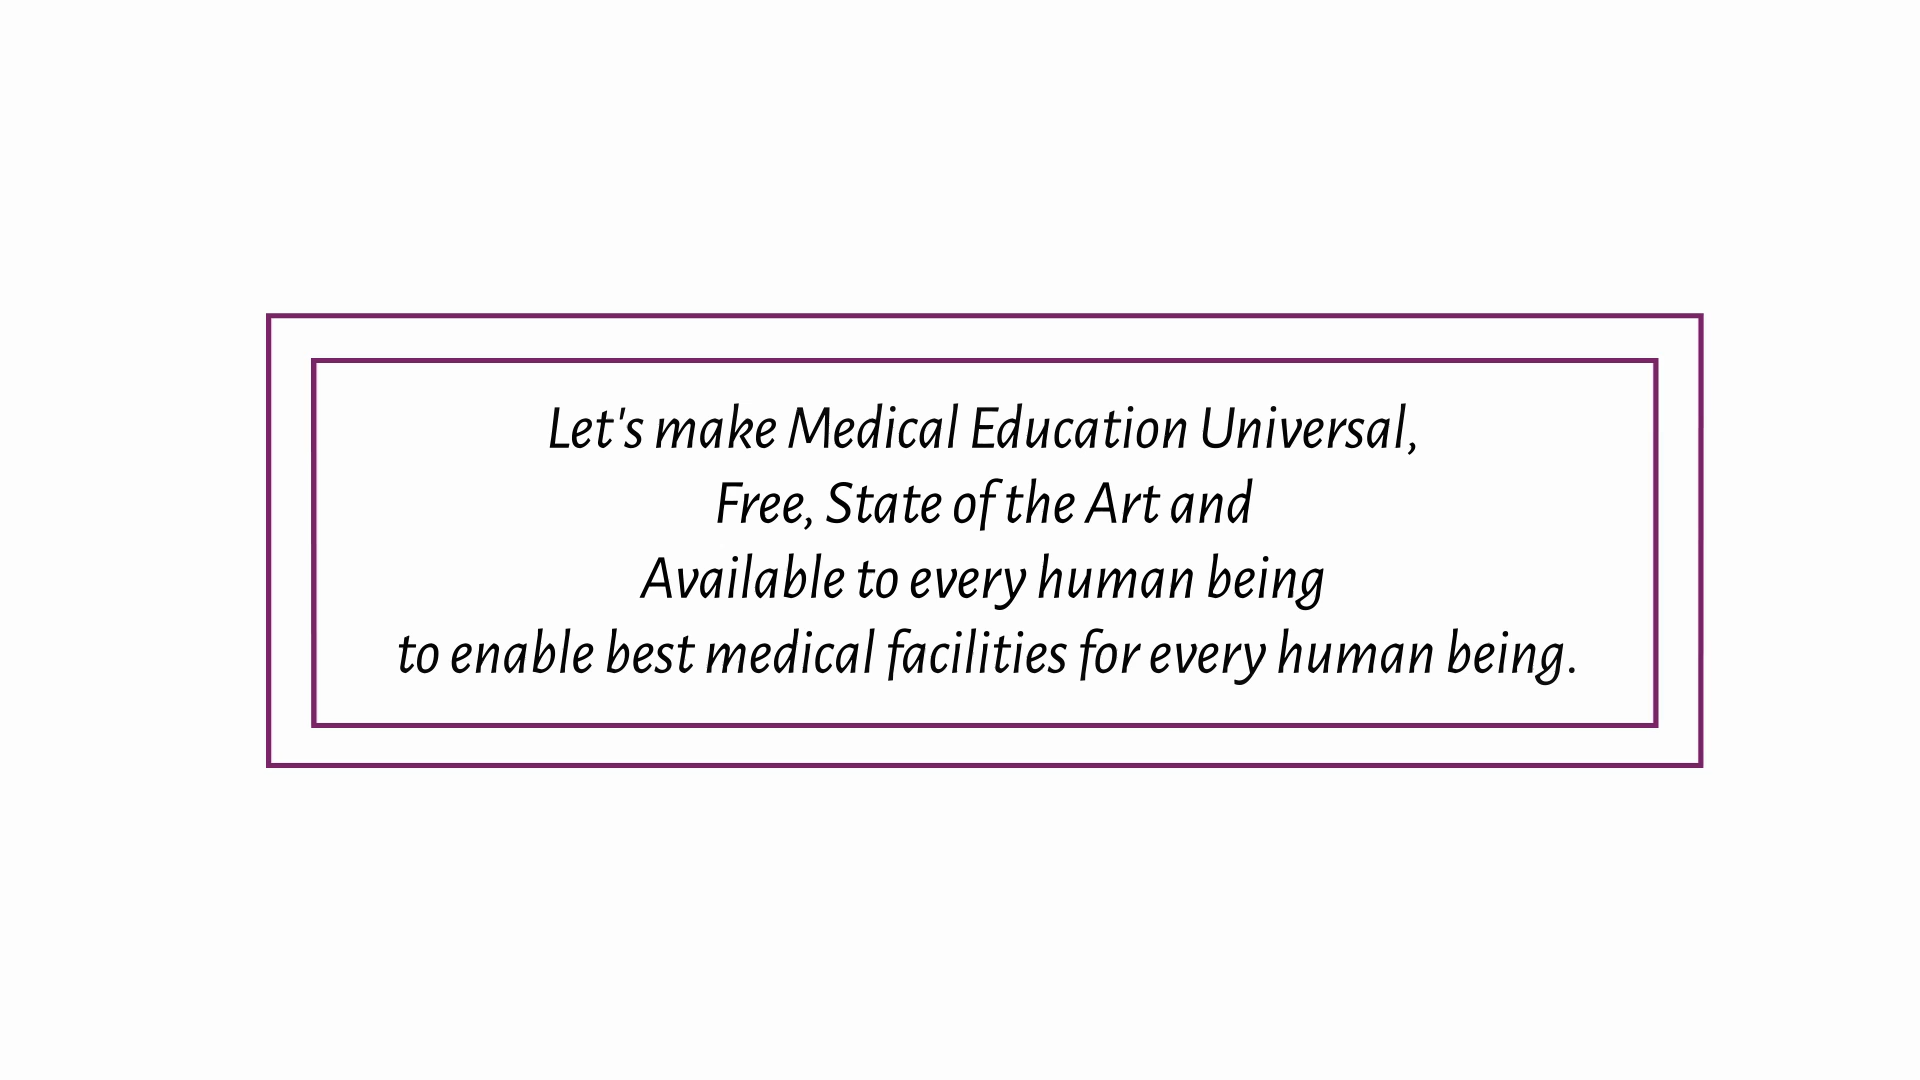 Let's make Medical Education Universal,
Free, State of the Art and
Available to every human being
to enable best medical facilities for every human being.